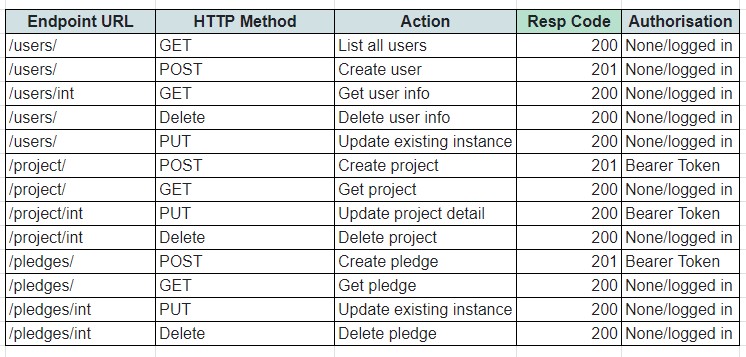 Endpoint URL HTTP Method Action Resp Code Authorisation
/users/ GET List all users 200 None/logged in
/users/ POST Create user 201 None/logged in
/users/int GET Get user info 200 None/logged in
/users/ Delete Delete user info 200 None/logged in
/users/ PUT Update existing instance 200 None/logged in
/project/ POST Create project 201 Bearer Token
/project/ GET Get project 200 None/logged in
/project/int PUT Update project detail 200 Bearer Token
/project/int Delete Delete project 200 None/logged in
/pledges/ POST Create pledge 201 Bearer Token
/pledges/ GET Get pledge 200 None/logged in
/pledges/int PUT Update existing instance 200 None/logged in
/pledges/int Delete Delete pledge 200 None/logged in